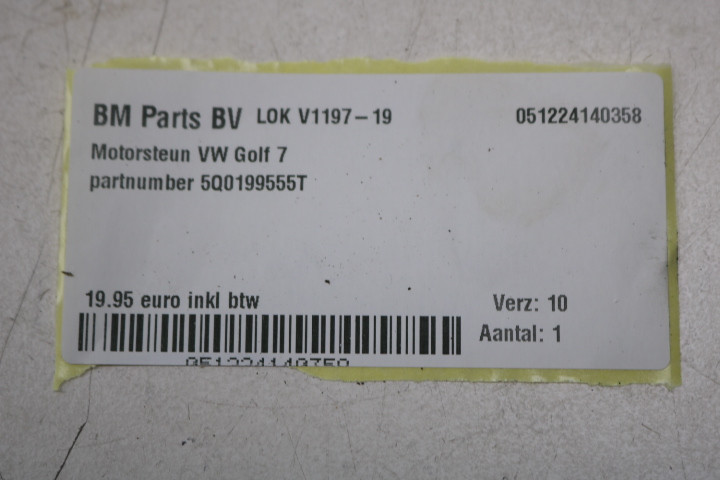 BM Parts BV LOK V1197-19 051224140358
Motorsteun VW Golf 7
partnumber 5Q0199555T
19.95 euro inkl btw Verz: 10
Aantal: 1
051224140358